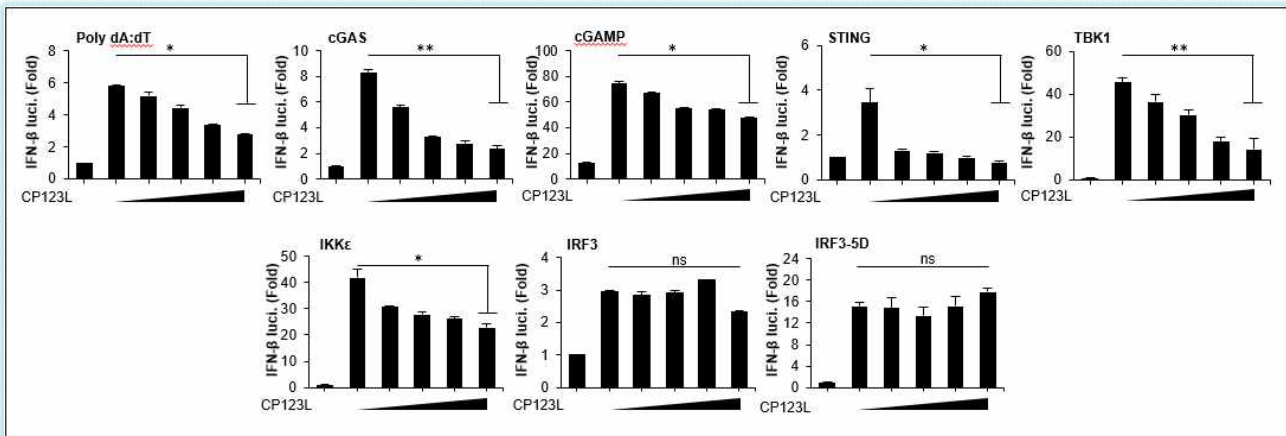 Poly dA:dT
*
IFN-β luci. (Fold)
8
6
4
2
0
CP123L
cGAS
**
IFN-β luci. (Fold)
10
8
6
4
2
0
CP123L
cGAMP
*
IFN-β luci. (Fold)
100
80
60
40
20
0
CP123L
STING
*
IFN-β luci. (Fold)
6
4
2
0
CP123L
TBK1
**
IFN-β luci. (Fold)
60
40
20
0
CP123L
IKKε
*
IFN-β luci. (Fold)
50
40
30
20
10
0
CP123L
IRF3
ns
IFN-β luci. (Fold)
4
3
2
1
0
CP123L
IRF3-5D
ns
IFN-β luci. (Fold)
24
20
16
12
8
4
0
CP123L